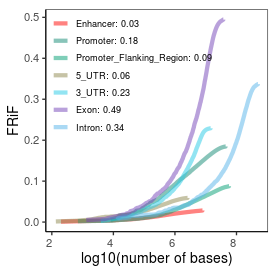 0.5
0.4
0.3
0.2
0.1
0.0
FRiF
Enhancer: 0.03
Promoter: 0.18
Promoter_Flanking_Region: 0.09
5_UTR: 0.06
3_UTR: 0.23
Exon: 0.49
Intron: 0.34
2 4 6 8
log10(number of bases)